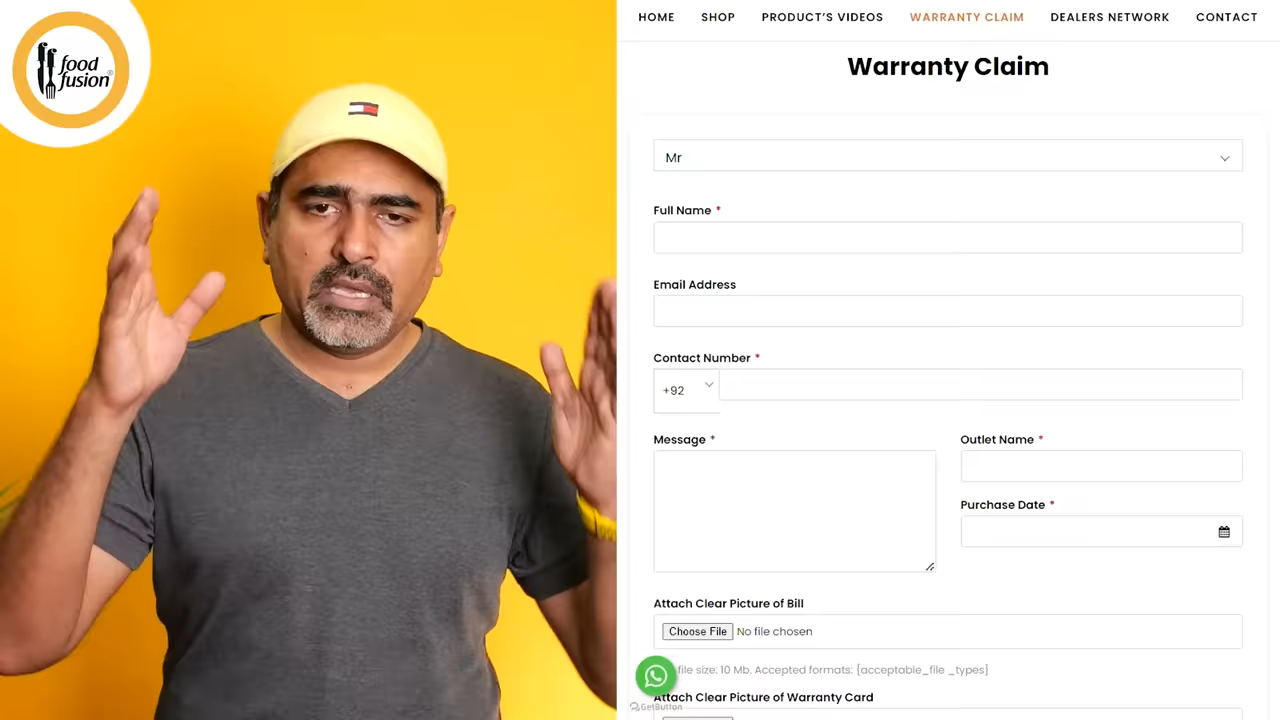 food
fusion®
HOME SHOP PRODUCT'S VIDEOS WARRANTY CLAIM DEALERS NETWORK CONTACT
Warranty Claim
Mr
Full Name *
Email Address
Contact Number *
+92
Message *
Outlet Name *
Purchase Date *
Attach Clear Picture of Bill
Choose File No file chosen
file size: 10 Mb. Accepted formats: {acceptable_file _types}
Attach Clear Picture of Warranty Card
GetButton